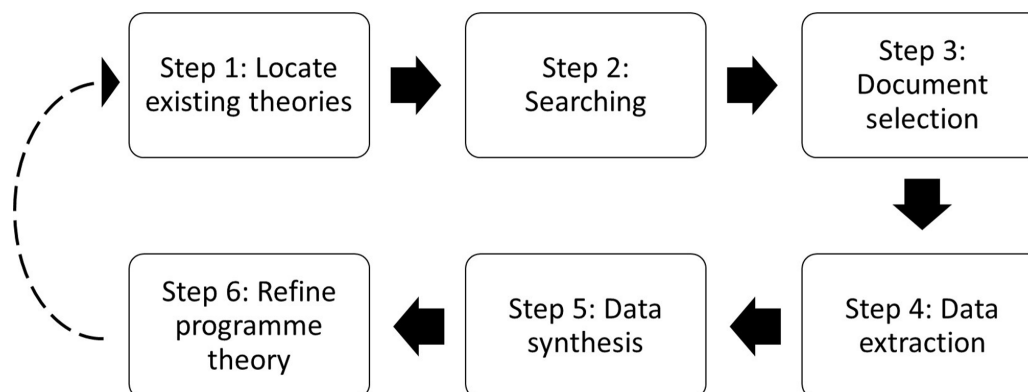 Step 1: Locate
existing theories
Step 2:
Searching
Step 3:
Document
selection
Step 4: Data
extraction
Step 5: Data
synthesis
Step 6: Refine
programme
theory